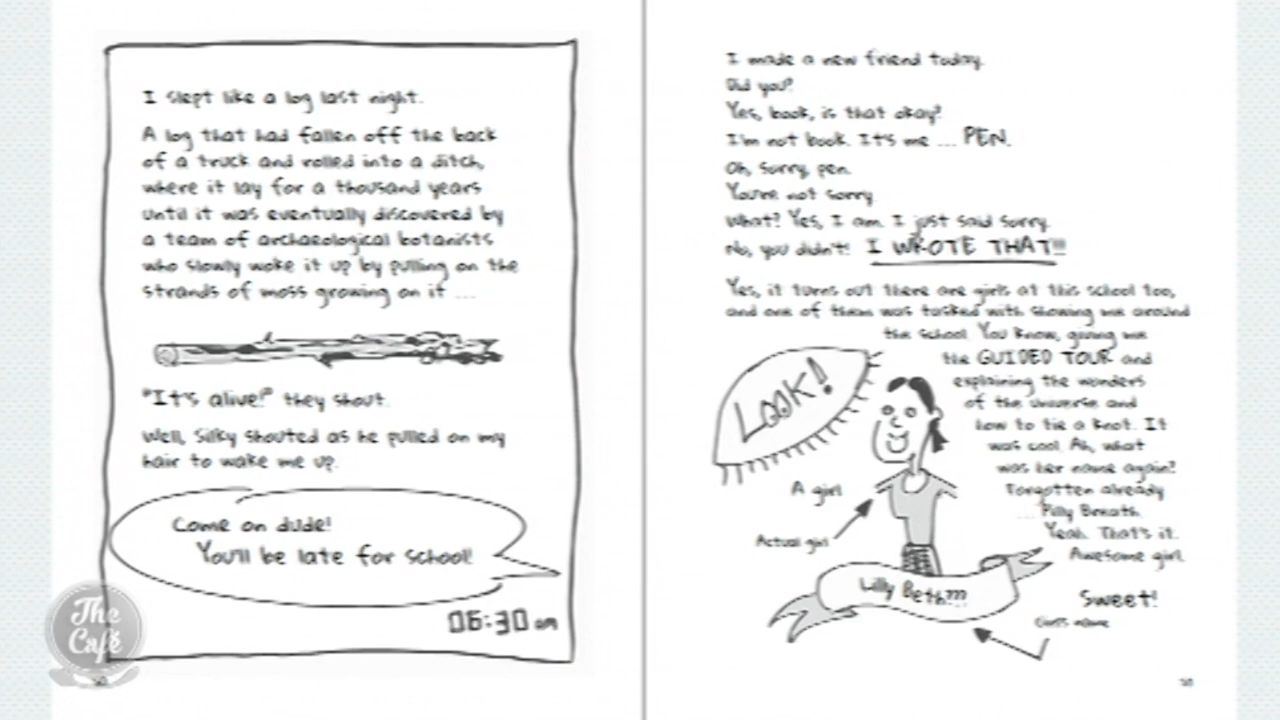 I slept like a log last night.
A log that had fallen off the back
of a truck and rolled into a ditch,
where it lay for a thousand years
until it was eventually discovered by
a team of archaeological botanists
who slowly woke it up by pulling on the
strands of moss growing on it ...
"It's alive!" they shout.
Well, Silky shouted as he pulled on my
hair to wake me up.
Come on dude!
You'll be late for school!
06:30 am
The
Café
I made a new friend today.
Did you?
Yes, book, is that okay?
I'm not book. It's me ... PEN.
Oh, sorry, pen.
You're not sorry
What? Yes, I am. I just said sorry.
No, you didn't! I WROTE THAT!!!
Yes, it turns out there are girls at this school too,
and one of them was tasked with showing me around
the school. You know, giving me
the GUIDED TOUR and
explaining the wonders
of the universe and
how to tie a knot. It
was cool. Ah, what
was her name again?
Forgotten already
... Pilly Breath.
Yeah. That's it.
Awesome girl.
Sweet!
LOOK!
A girl
Actual girl
Lilly Beth???
Girl's name